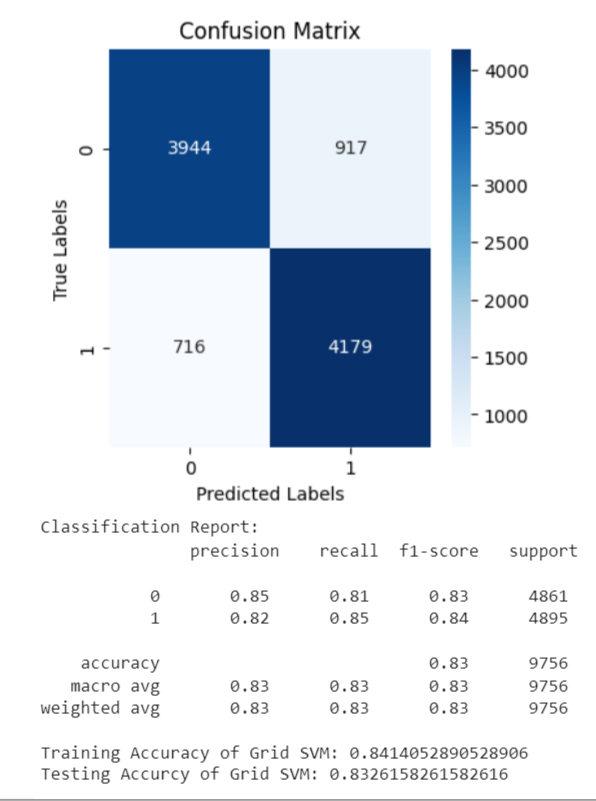 Confusion Matrix
4000
3500
3000
2500
2000
1500
1000
True Labels
0
3944 917
1
716 4179
0 1
Predicted Labels
Classification Report:
precision recall f1-score support
0 0.85 0.81 0.83 4861
1 0.82 0.85 0.84 4895
accuracy 0.83 9756
macro avg 0.83 0.83 0.83 9756
weighted avg 0.83 0.83 0.83 9756
Training Accuracy of Grid SVM: 0.8414052890528906
Testing Accurcy of Grid SVM: 0.8326158261582616